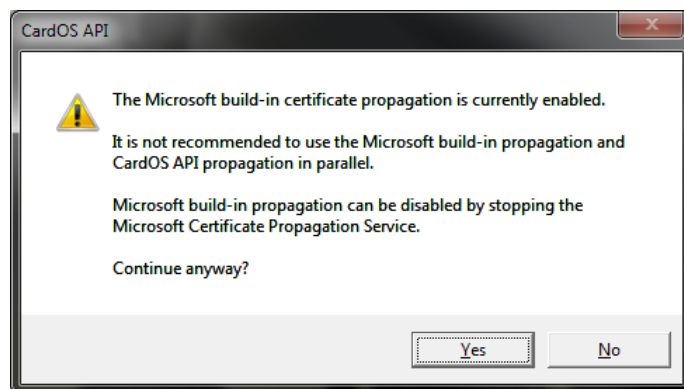 CardOS API
The Microsoft build-in certificate propagation is currently enabled.
It is not recommended to use the Microsoft build-in propagation and
CardOS API propagation in parallel.
Microsoft build-in propagation can be disabled by stopping the
Microsoft Certificate Propagation Service.
Continue anyway?
Yes
No